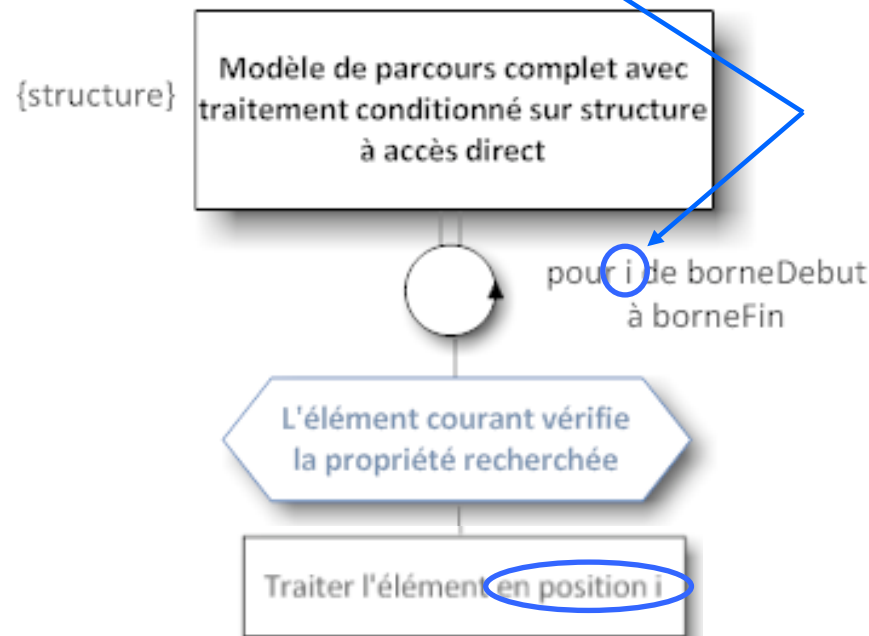 {structure}
Modèle de parcours complet avec
traitement conditionné sur structure
à accès direct
pour i de borneDebut
à borneFin
L'élément courant vérifie
la propriété recherchée
Traiter l'élément en position i